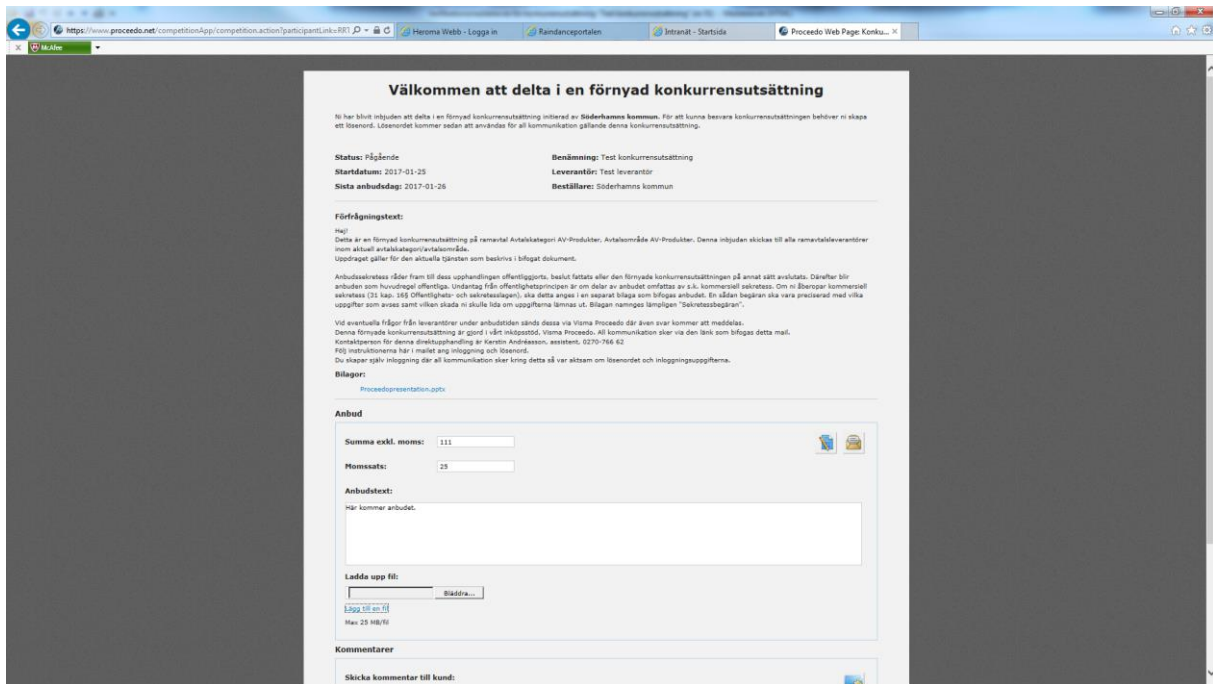 https://www.proceedo.net/competitionApp/competition.action?participantLink=RR1
Heroma Webb - Logga in
Raindanceportalen
Intranät - Startsida
Proceedo Web Page: Konku...
X McAfee
Välkommen att delta i en förnyad konkurrensutsättning
Ni har blivit inbjuden att delta i en förnyad konkurrensutsättning initierad av Söderhamns kommun. För att kunna besvara konkurrensutsättningen behöver ni skapa
ett lösenord. Lösenordet kommer sedan att användas för all kommunikation gällande denna konkurrensutsättning.
Status: Pågående
Benämning: Test konkurrensutsättning
Startdatum: 2017-01-25
Leverantör: Test leverantör
Sista anbudsdag: 2017-01-26
Beställare: Söderhamns kommun
Förfrågningstext:
Hej!
Detta är en förnyad konkurrensutsättning på ramavtal Avtalskategori AV-Produkter, Avtalsområde AV-Produkter. Denna inbjudan skickas till alla ramavtalsleverantörer
inom aktuell avtalskategori/avtalsområde.
Uppdraget gäller för den aktuella tjänsten som beskrivs i bifogat dokument.
Anbudssekretess råder fram till dess upphandlingen offentliggjorts, beslut fattats eller den förnyade konkurrensutsättningen på annat sätt avslutats. Därefter blir
anbuden som huvudregel offentliga. Undantag från offentlighetsprincipen är om delar av anbudet omfattas av s.k. kommersiell sekretess. Om ni åberopar kommersiell
sekretess (31 kap. 16§ Offentlighets- och sekretesslagen), ska detta anges i en separat bilaga som bifogas anbudet. En sådan begäran ska vara preciserad med vilka
uppgifter som avses samt vilken skada ni skulle lida om uppgifterna lämnas ut. Bilagan namnges lämpligen "Sekretessbegäran".
Vid eventuella frågor från leverantörer under anbudstiden sänds dessa via Visma Proceedo där även svar kommer att meddelas.
Denna förnyade konkurrensutsättning är gjord i vårt inköpsstöd, Visma Proceedo. All kommunikation sker via den länk som bifogas detta mail.
Kontaktperson för denna direktupphandling är Kerstin Andréasson, assistent, 0270-766 62
Följ instruktionerna här i mailet ang inloggning och lösenord.
Du skapar själv inloggning där all kommunikation sker kring detta så var aktsam om lösenordet och inloggningsuppgifterna.
Bilagor:
Proceedopresentation.pptx
Anbud
Summa exkl. moms: 111
Momssats: 25
Anbudstext:
Här kommer anbudet.
Ladda upp fil:
Bläddra...
Lägg till en fil
Max 25 MB/fil
Kommentarer
Skicka kommentar till kund: